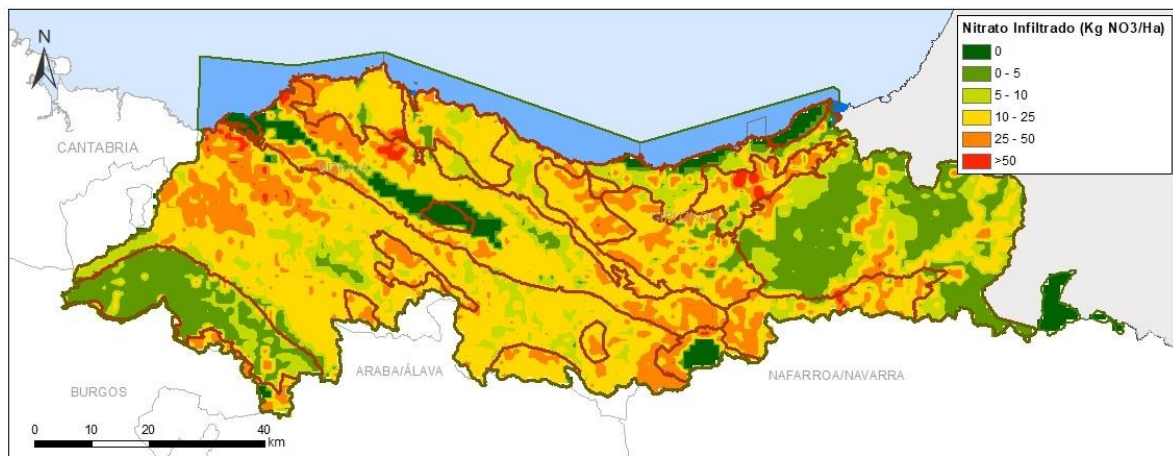 N
Nitrato Infiltrado (Kg NO3/Ha)
0
0 - 5
5 - 10
10 - 25
25 - 50
>50
CANTABRIA
BURGOS
ARABA/ÁLAVA
NAFARROA/NAVARRA
0 10 20 40
km